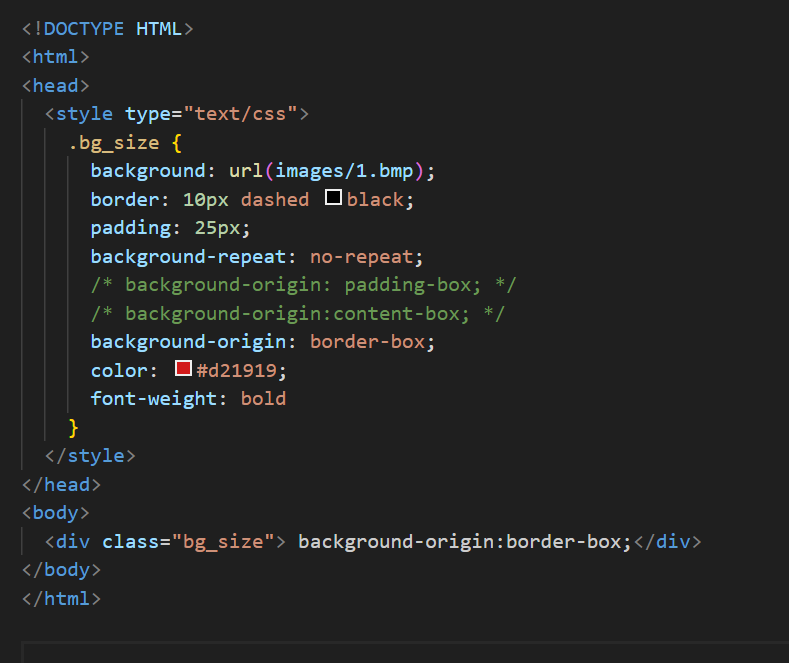 <!DOCTYPE HTML>
<html>
<head>
  <style type="text/css">
    .bg_size {
      background: url(images/1.bmp);
      border: 10px dashed black;
      padding: 25px;
      background-repeat: no-repeat;
      /* background-origin: padding-box; */
      /* background-origin:content-box; */
      background-origin: border-box;
      color: #d21919;
      font-weight: bold
    }
  </style>
</head>
<body>
  <div class="bg_size"> background-origin:border-box;</div>
</body>
</html>